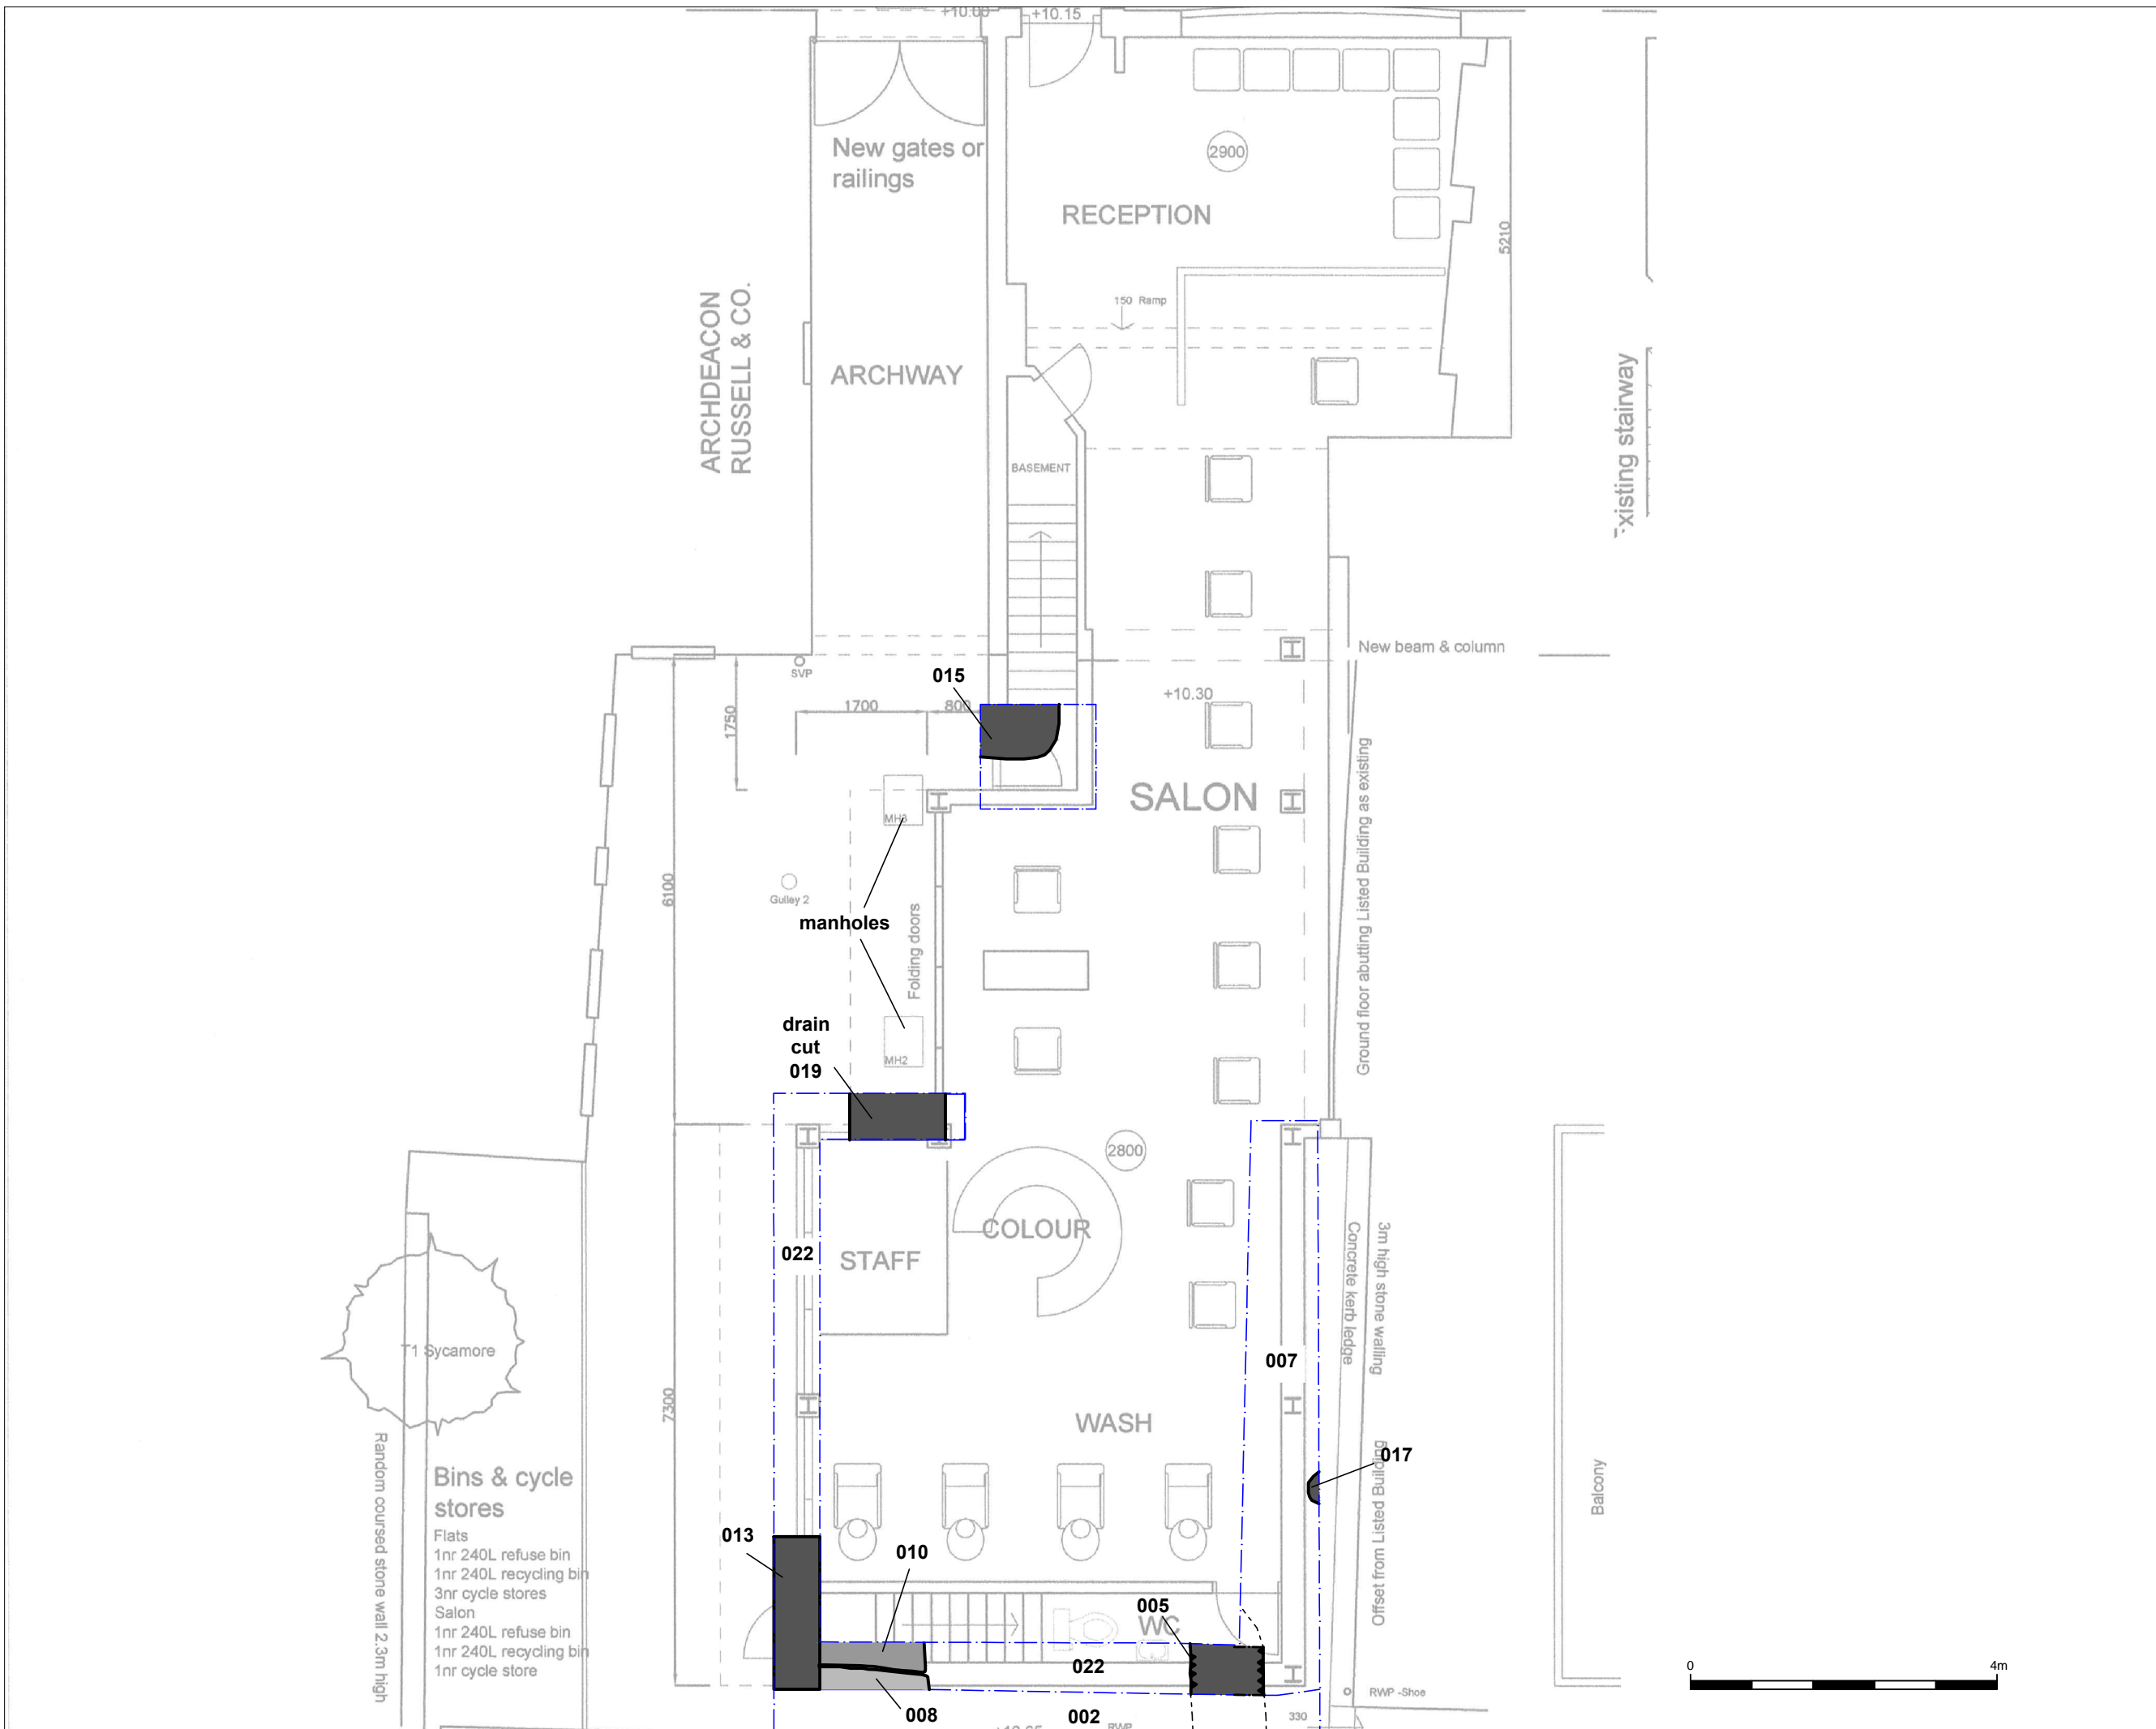 +10.15
New gates or
railings
2900
RECEPTION
5210
ARCHDEACON
RUSSELL & CO.
150 Ramp
ARCHWAY
BASEMENT
xisting stairway
New beam & column
SVP
015
+10.30
1700
800
1750
SALON
MH3
6100
Gulley 2
manholes
Folding doors
Ground floor abutting Listed Building as existing
drain
cut
019
MH2
2800
022
STAFF
COLOUR
3m high stone walling
Concrete kerb ledge
T1 Sycamore
007
7300
WASH
017
Offset from Listed Building
Balcony
Random coursed stone wall 2.3m high
Bins & cycle
stores
Flats
1nr 240L refuse bin
1nr 240L recycling bin
3nr cycle stores
Salon
1nr 240L refuse bin
1nr 240L recycling bin
1nr cycle store
013
010
005
WC
022
008
002
RWP
330
RWP -Shoe
0
4m